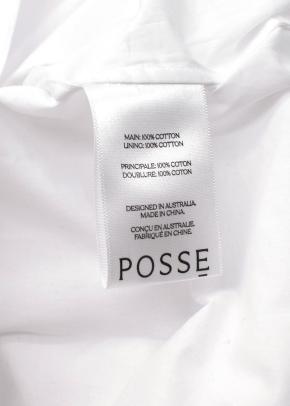 MAIN: 100% COTTON
LINING: 100% COTTON
PRINCIPALE: 100% COTON
DOUBLURE: 100% COTON
DESIGNED IN AUSTRALIA.
MADE IN CHINA.
CONÇU EN AUSTRALIE.
FABRIQUÉ EN CHINE.
POSSE